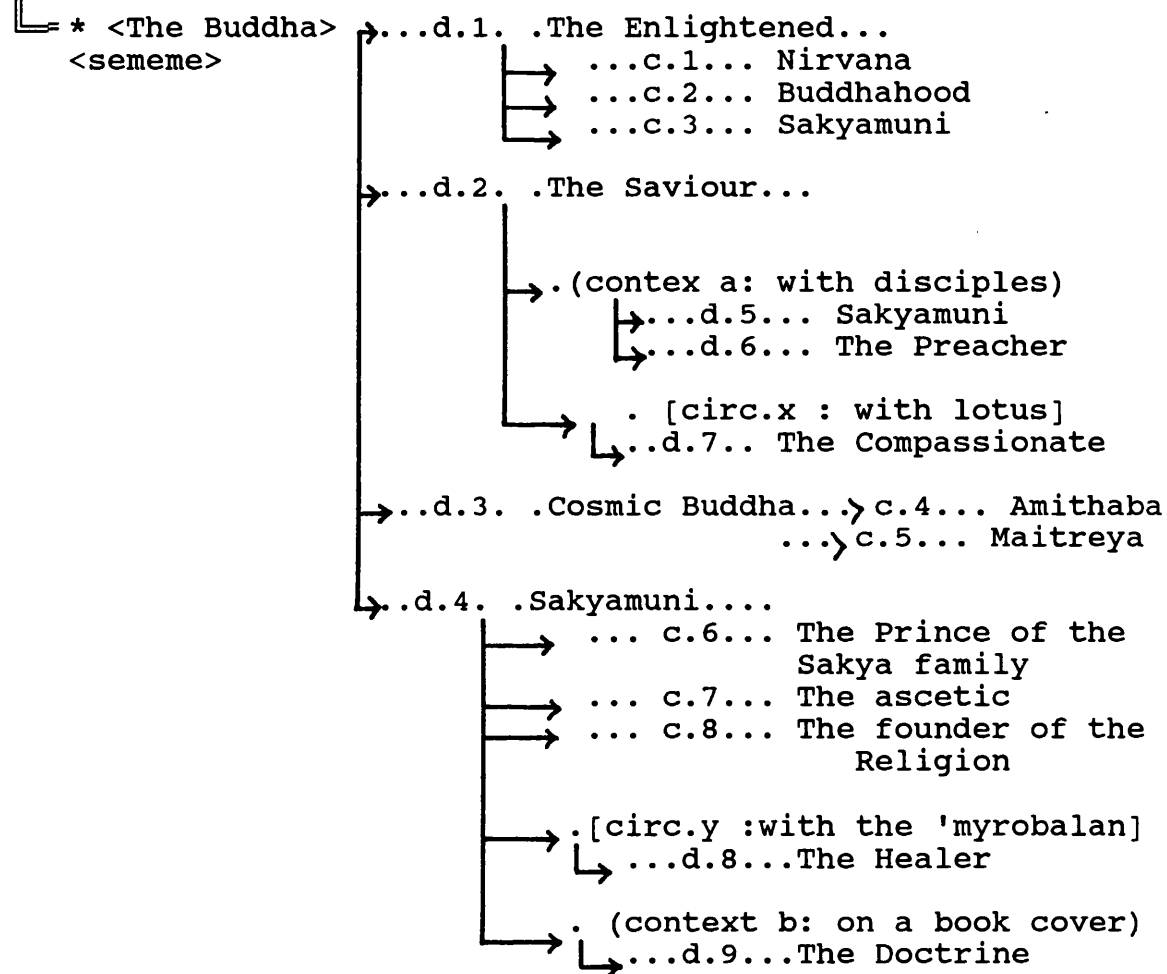 * <The Buddha> ...d.1. .The Enlightened...
<sememe> ...c.1... Nirvana
...c.2... Buddhahood
...c.3... Sakyamuni
...d.2. .The Saviour...
.(contex a: with disciples)
...d.5... Sakyamuni
...d.6... The Preacher
. [circ.x : with lotus]
..d.7.. The Compassionate
..d.3. .Cosmic Buddha... c.4... Amithaba
... c.5... Maitreya
..d.4. .Sakyamuni....
... c.6... The Prince of the
Sakya family
... c.7... The ascetic
... c.8... The founder of the
Religion
.[circ.y :with the 'myrobalan]
...d.8...The Healer
. (context b: on a book cover)
...d.9...The Doctrine